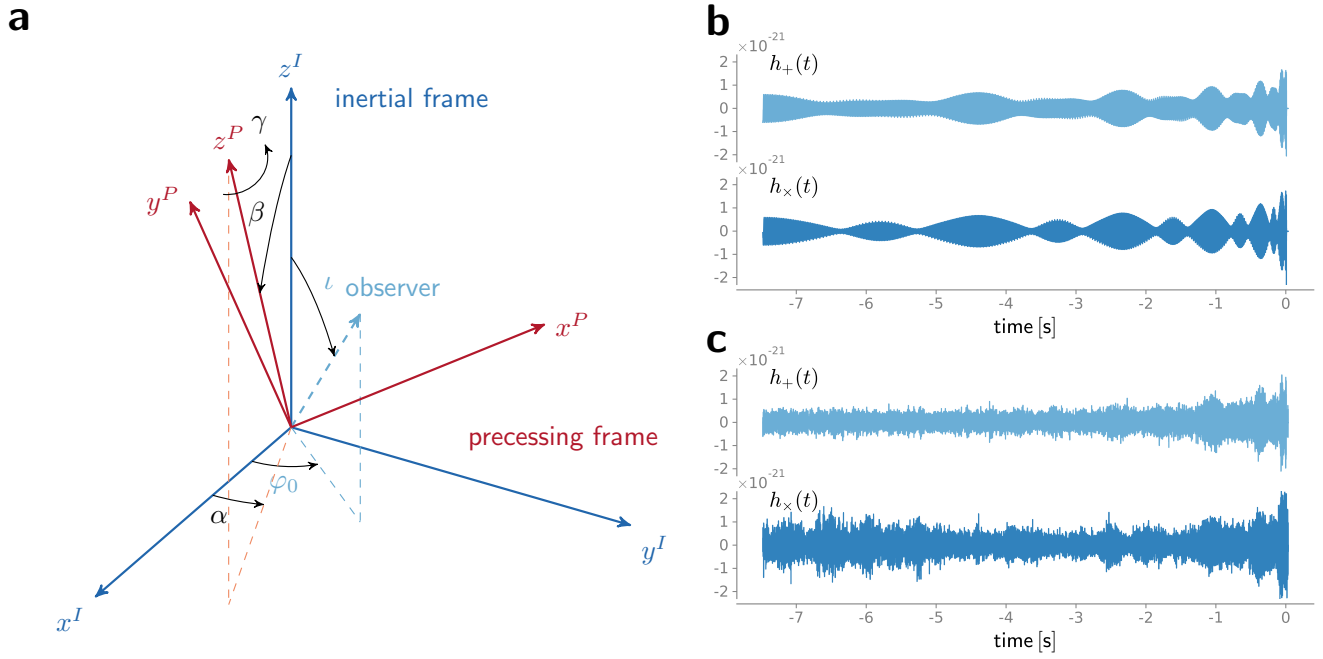 a
z^I
inertial frame
γ
z^P
y^P
β
ι observer
x^P
precessing frame
φ_0
α
y^I
x^I
b
×10^-21
h_+(t)
2
1
0
-1
-2
×10^-21
h_×(t)
2
1
0
-1
-2
-7 -6 -5 -4 -3 -2 -1 0
time [s]
c
×10^-21
h_+(t)
2
1
0
-1
-2
×10^-21
h_×(t)
2
1
0
-1
-2
-7 -6 -5 -4 -3 -2 -1 0
time [s]